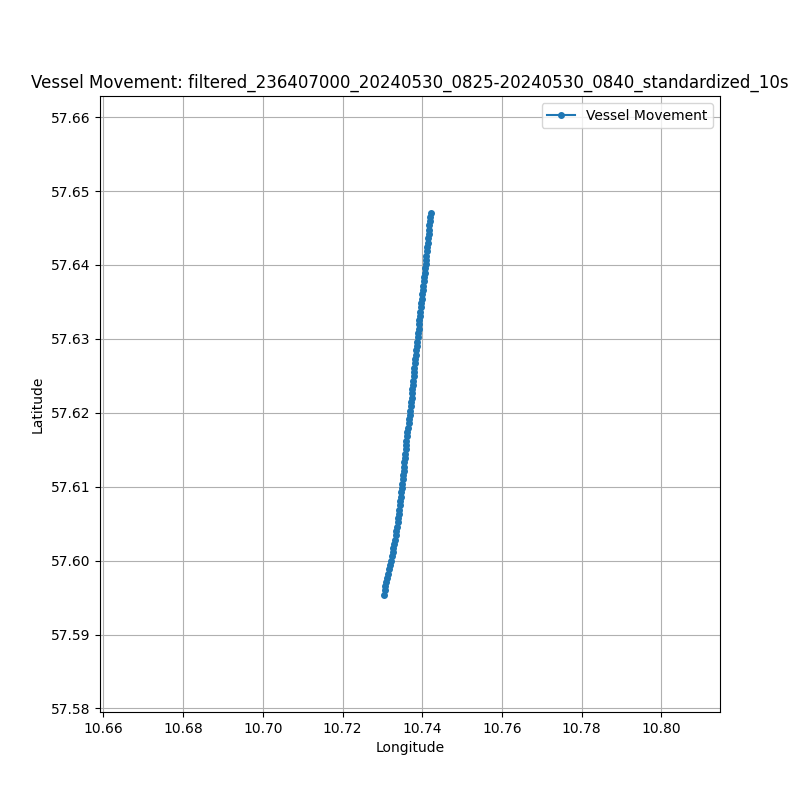 Vessel Movement: filtered_236407000_20240530_0825-20240530_0840_standardized_10s
Vessel Movement
57.66
57.65
57.64
57.63
57.62
57.61
57.60
57.59
57.58
Latitude
10.66 10.68 10.70 10.72 10.74 10.76 10.78 10.80
Longitude